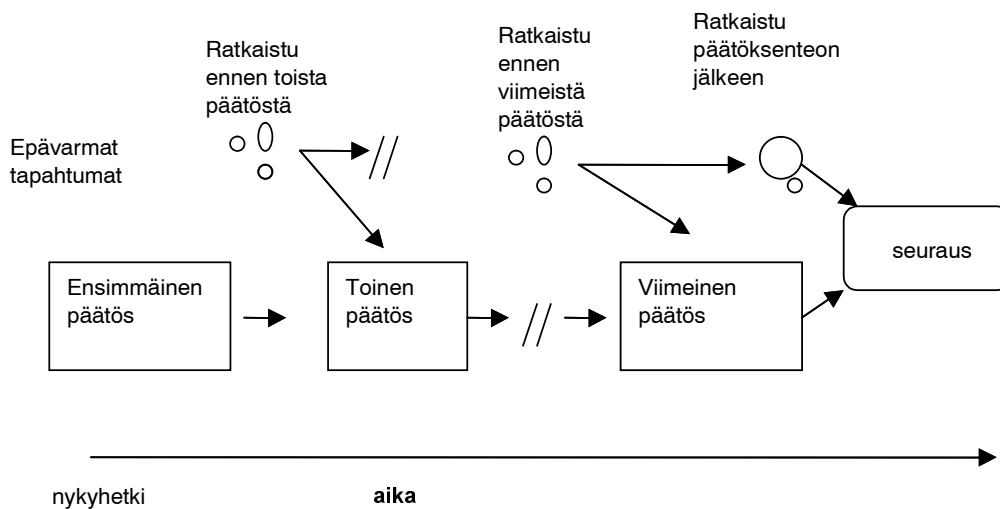 Ratkaistu
ennen toista
päätöstä
Ratkaistu
ennen
viimeistä
päätöstä
Ratkaistu
päätöksenteon
jälkeen
Epävarmat
tapahtumat
Ensimmäinen
päätös
Toinen
päätös
Viimeinen
päätös
seuraus
nykyhetki
aika